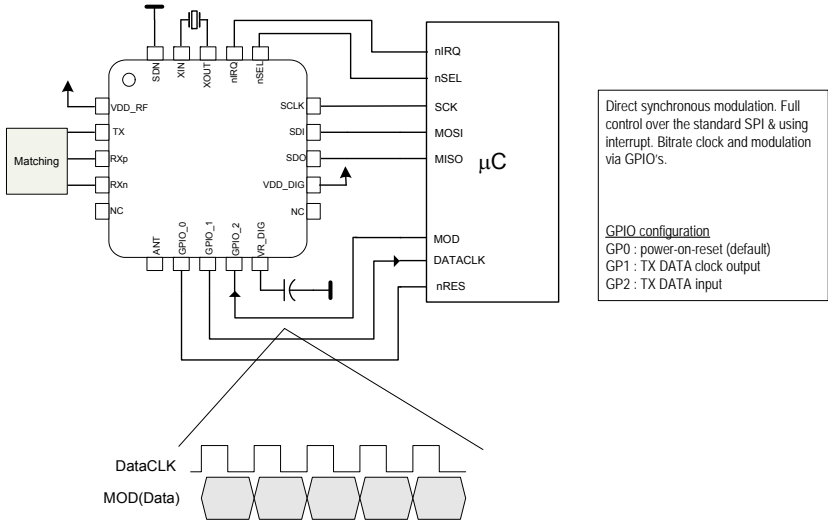 SDN
XIN
XOUT
nIRQ
nSEL
VDD_RF
TX
RXp
RXn
NC
Matching
SCLK
SDI
SDO
VDD_DIG
NC
ANT
GPIO_0
GPIO_1
GPIO_2
VR_DIG
nIRQ
nSEL
SCK
MOSI
MISO
μC
MOD
DATACLK
nRES
Direct synchronous modulation. Full
control over the standard SPI & using
interrupt. Bitrate clock and modulation
via GPIO's.
GPIO configuration
GP0 : power-on-reset (default)
GP1 : TX DATA clock output
GP2 : TX DATA input
DataCLK
MOD(Data)